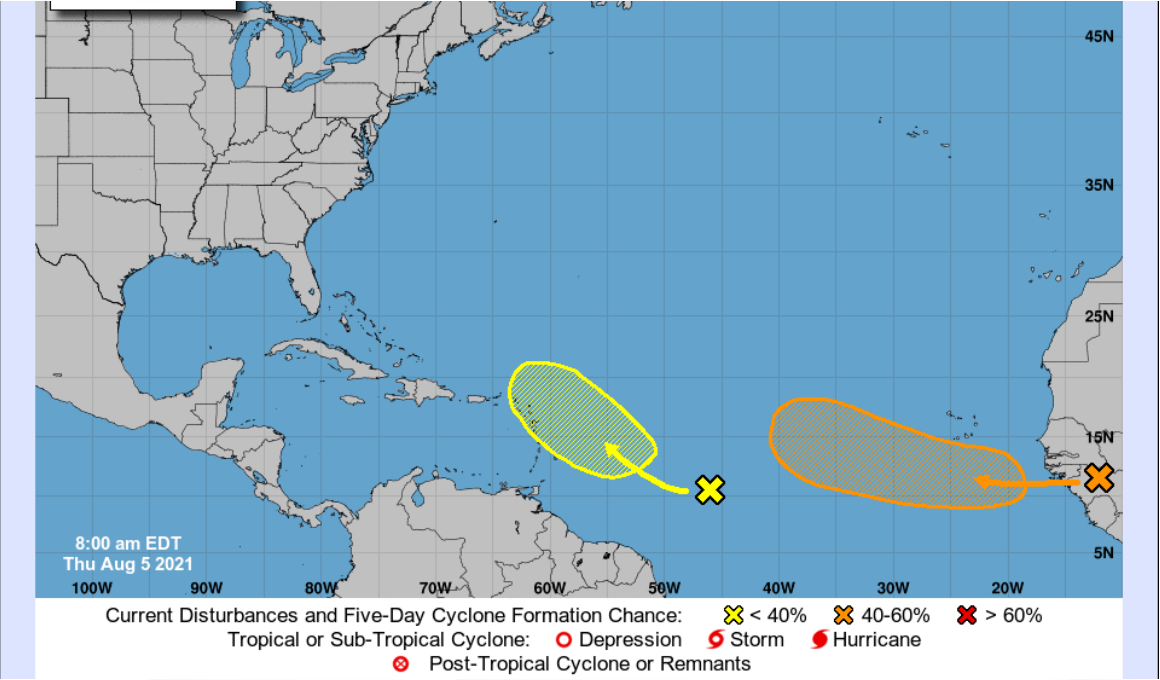 45N
35N
25N
15N
5N
8:00 am EDT
Thu Aug 5 2021
100W 90W 80W 70W 60W 50W 40W 30W 20W
Current Disturbances and Five-Day Cyclone Formation Chance: < 40% 40-60% > 60%
Tropical or Sub-Tropical Cyclone: Depression Storm Hurricane
Post-Tropical Cyclone or Remnants